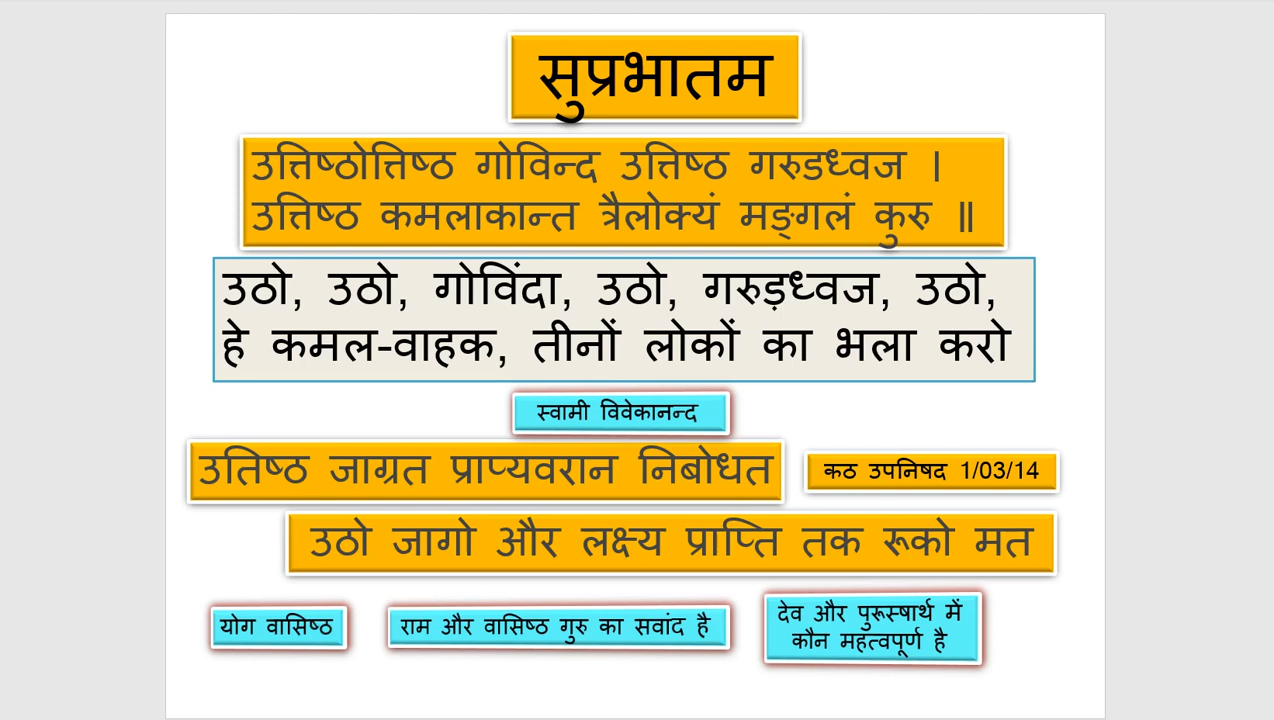 सुप्रभातम
उत्तिष्ठोत्तिष्ठ गोविन्द उत्तिष्ठ गरुडध्वज ।
उत्तिष्ठ कमलाकान्त त्रैलोक्यं मङ्गलं कुरु ॥
उठो, उठो, गोविंदा, उठो, गरुड़ध्वज, उठो,
हे कमल-वाहक, तीनों लोकों का भला करो
स्वामी विवेकानन्द
उतिष्ठ जाग्रत प्राप्यवरान निबोधत
कठ उपनिषद 1/03/14
उठो जागो और लक्ष्य प्राप्ति तक रूको मत
योग वासिष्ठ
राम और वासिष्ठ गुरु का सवांद है
देव और पुरूस्षार्थ में
कौन महत्वपूर्ण है